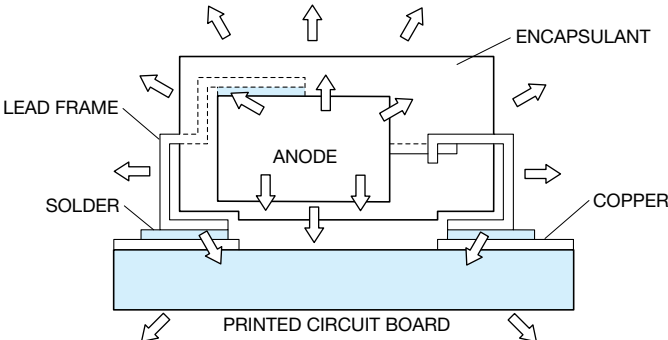 ENCAPSULANT
LEAD FRAME
ANODE
SOLDER
COPPER
PRINTED CIRCUIT BOARD